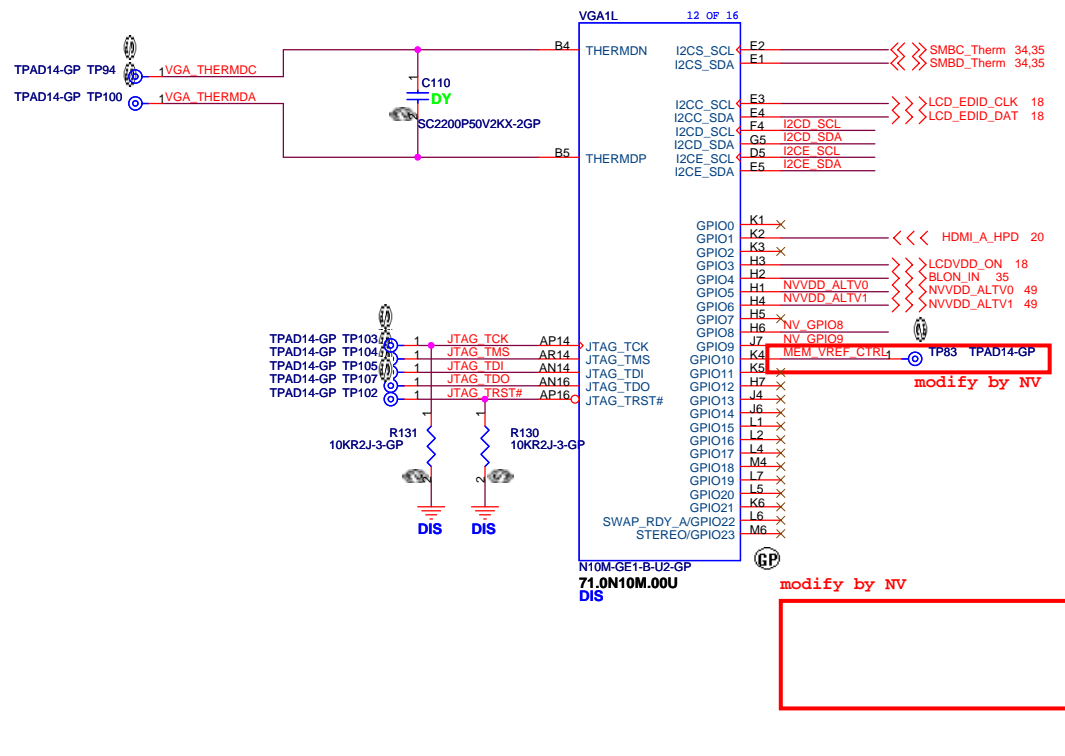 VGA1L 12 OF 16
TPAD14-GP TP94 1 VGA_THERMDC
TPAD14-GP TP100 1 VGA_THERMDA
1
C110
DY
2
SC2200P50V2KX-2GP
B4 THERMDN
B5 THERMDP
I2CS_SCL E2 SMBC_Therm 34,35
I2CS_SDA E1 SMBD_Therm 34,35
I2CC_SCL E3 LCD_EDID_CLK 18
I2CC_SDA E4 LCD_EDID_DAT 18
I2CD_SCL F4 I2CD_SCL
I2CD_SDA G5 I2CD_SDA
I2CE_SCL D5 I2CE_SCL
I2CE_SDA E5 I2CE_SDA
GPIO0 K1
GPIO1 K2 HDMI_A_HPD 20
GPIO2 K3
GPIO3 H3 LCDVDD_ON 18
GPIO4 H2 BLON_IN 35
GPIO5 H1 NVVDD_ALTV0 NVVDD_ALTV0 49
GPIO6 H4 NVVDD_ALTV1 NVVDD_ALTV1 49
GPIO7 H5
GPIO8 H6 NV_GPIO8
GPIO9 J7 NV_GPIO9
GPIO10 K4 MEM_VREF_CTRL 1 TP83 TPAD14-GP
GPIO11 K5
modify by NV
GPIO12 H7
GPIO13 J4
GPIO14 J6
GPIO15 L1
GPIO16 L2
GPIO17 L4
GPIO18 M4
GPIO19 L7
GPIO20 L5
GPIO21 K6
SWAP_RDY_A/GPIO22 L6
STEREO/GPIO23 M6
TPAD14-GP TP103 1 JTAG_TCK AP14 JTAG_TCK
TPAD14-GP TP104 1 JTAG_TMS AR14 JTAG_TMS
TPAD14-GP TP105 1 JTAG_TDI AN14 JTAG_TDI
TPAD14-GP TP107 1 JTAG_TDO AN16 JTAG_TDO
TPAD14-GP TP102 1 JTAG_TRST# AP16 JTAG_TRST#
1 1
R131 R130
10KR2J-3-GP 10KR2J-3-GP
2 2
DIS DIS
GP
N10M-GE1-B-U2-GP
71.0N10M.00U
DIS
modify by NV